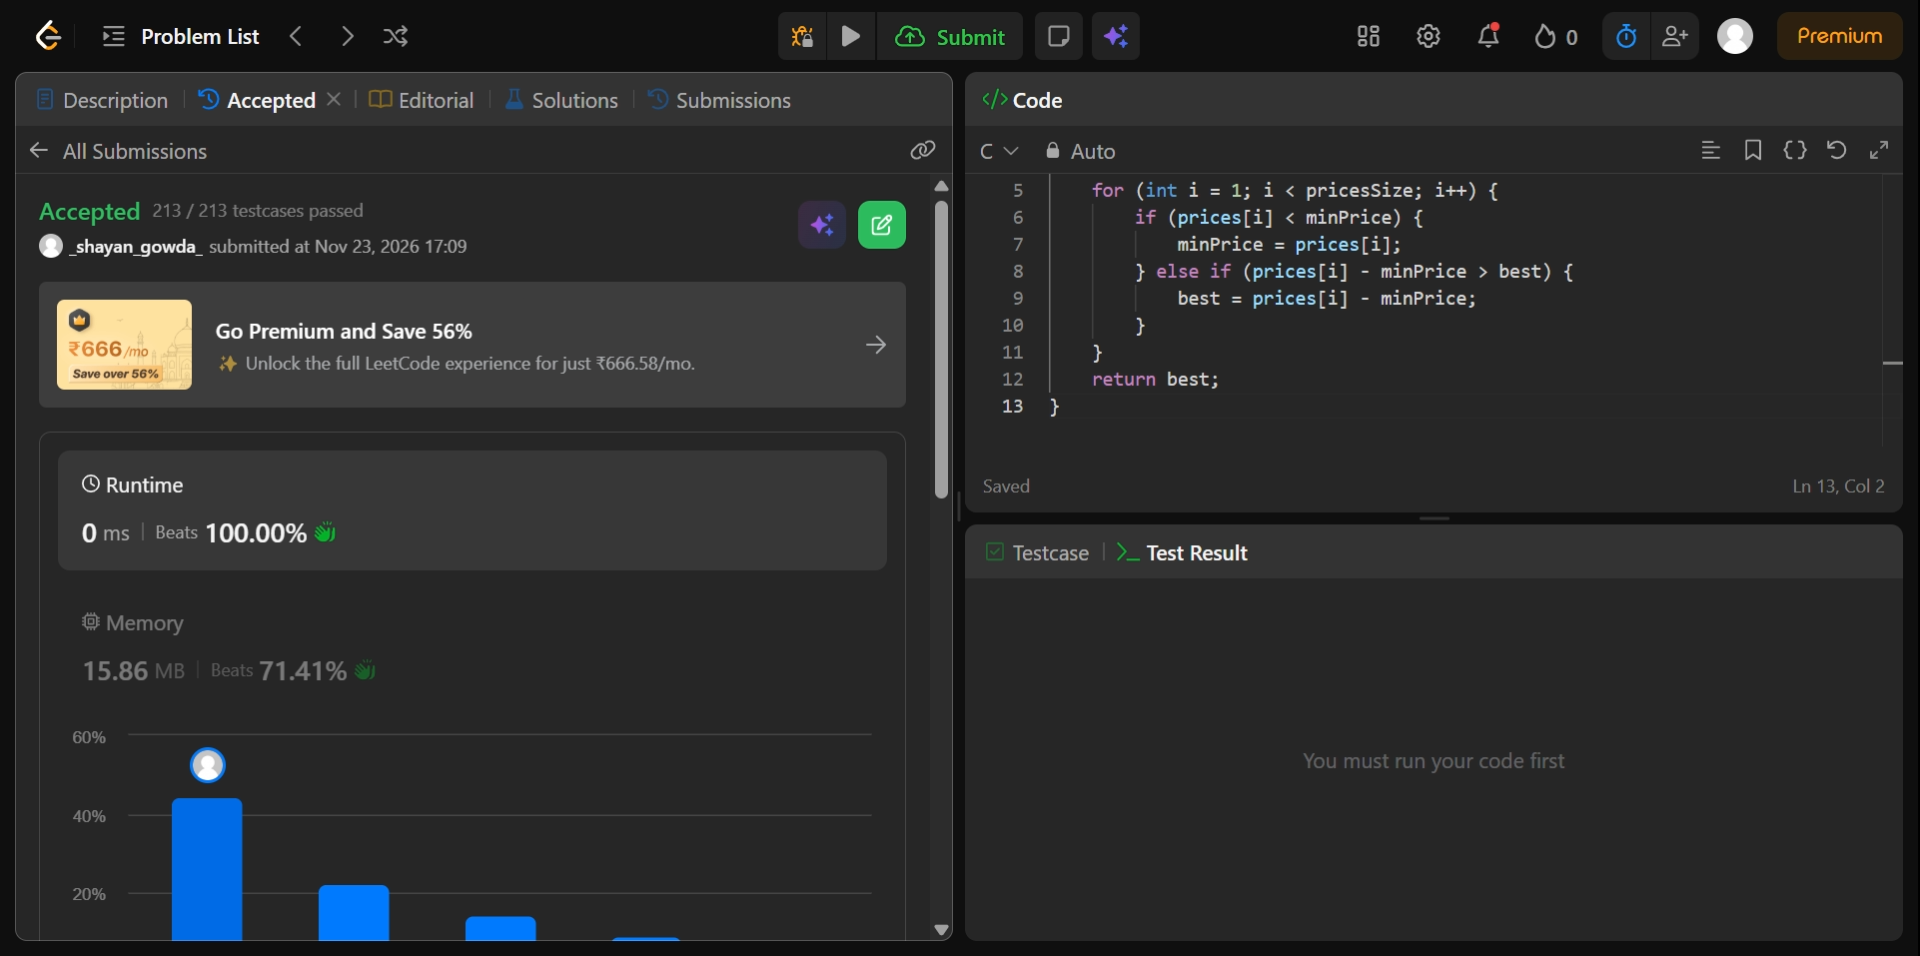 Problem List
Submit
0
Premium
Description
Accepted
Editorial
Solutions
Submissions
All Submissions
Accepted 213 / 213 testcases passed
_shayan_gowda_ submitted at Nov 23, 2026 17:09
₹666/mo
Save over 56%
Go Premium and Save 56%
✨ Unlock the full LeetCode experience for just ₹666.58/mo.
Runtime
0 ms | Beats 100.00%
Memory
15.86 MB | Beats 71.41%
60%
40%
20%
</> Code
C
Auto
5 for (int i = 1; i < pricesSize; i++) {
6 if (prices[i] < minPrice) {
7 minPrice = prices[i];
8 } else if (prices[i] - minPrice > best) {
9 best = prices[i] - minPrice;
10 }
11 }
12 return best;
13 }
Saved
Ln 13, Col 2
Testcase
>_ Test Result
You must run your code first